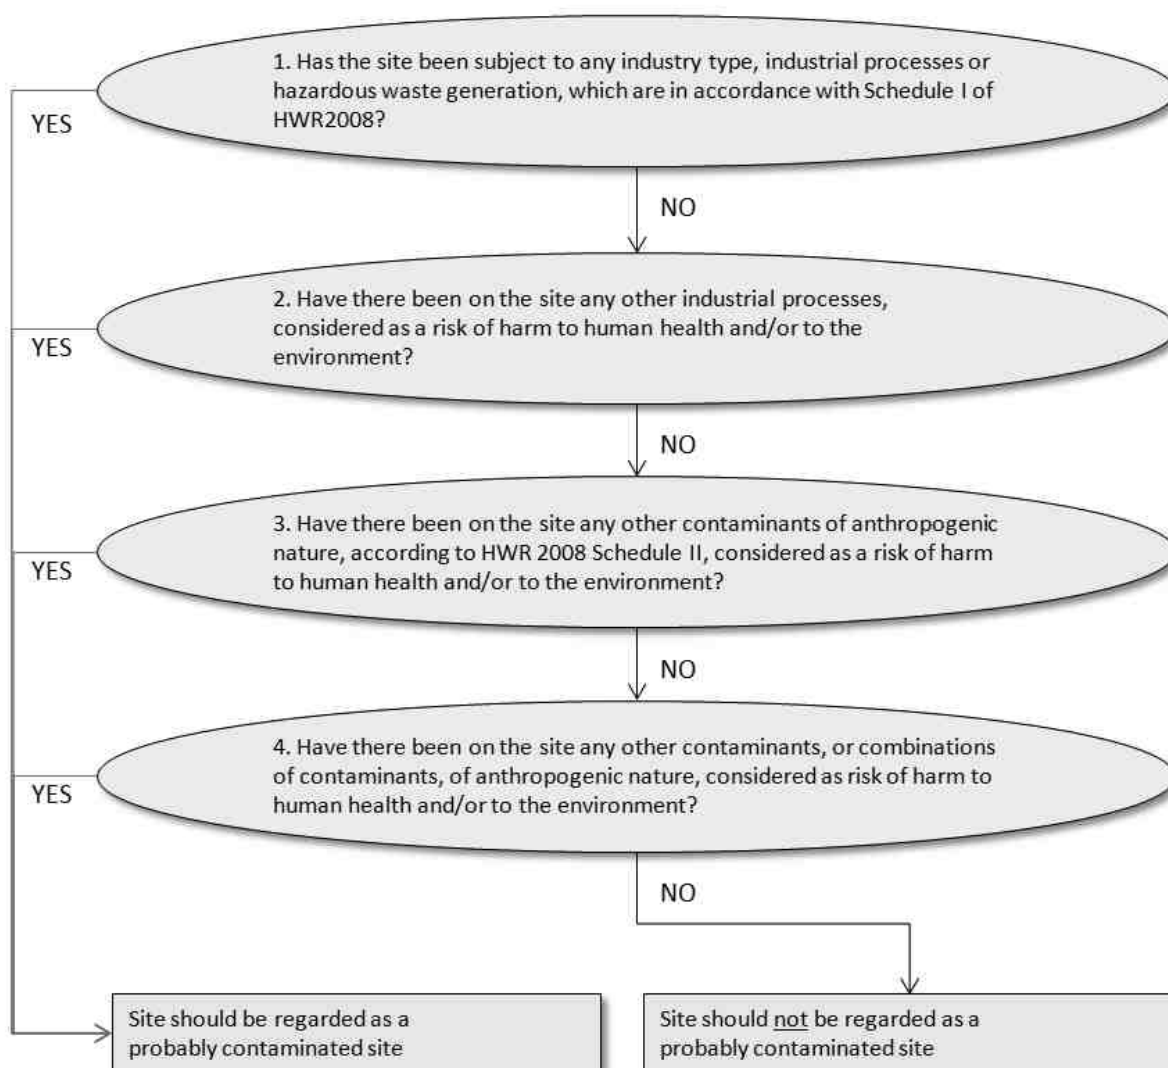 1. Has the site been subject to any industry type, industrial processes or
hazardous waste generation, which are in accordance with Schedule I of
HWR2008?
YES
NO
2. Have there been on the site any other industrial processes,
considered as a risk of harm to human health and/or to the
environment?
YES
NO
3. Have there been on the site any other contaminants of anthropogenic
nature, according to HWR 2008 Schedule II, considered as a risk of harm
to human health and/or to the environment?
YES
NO
4. Have there been on the site any other contaminants, or combinations
of contaminants, of anthropogenic nature, considered as risk of harm to
human health and/or to the environment?
YES
NO
Site should be regarded as a
probably contaminated site
Site should not be regarded as a
probably contaminated site